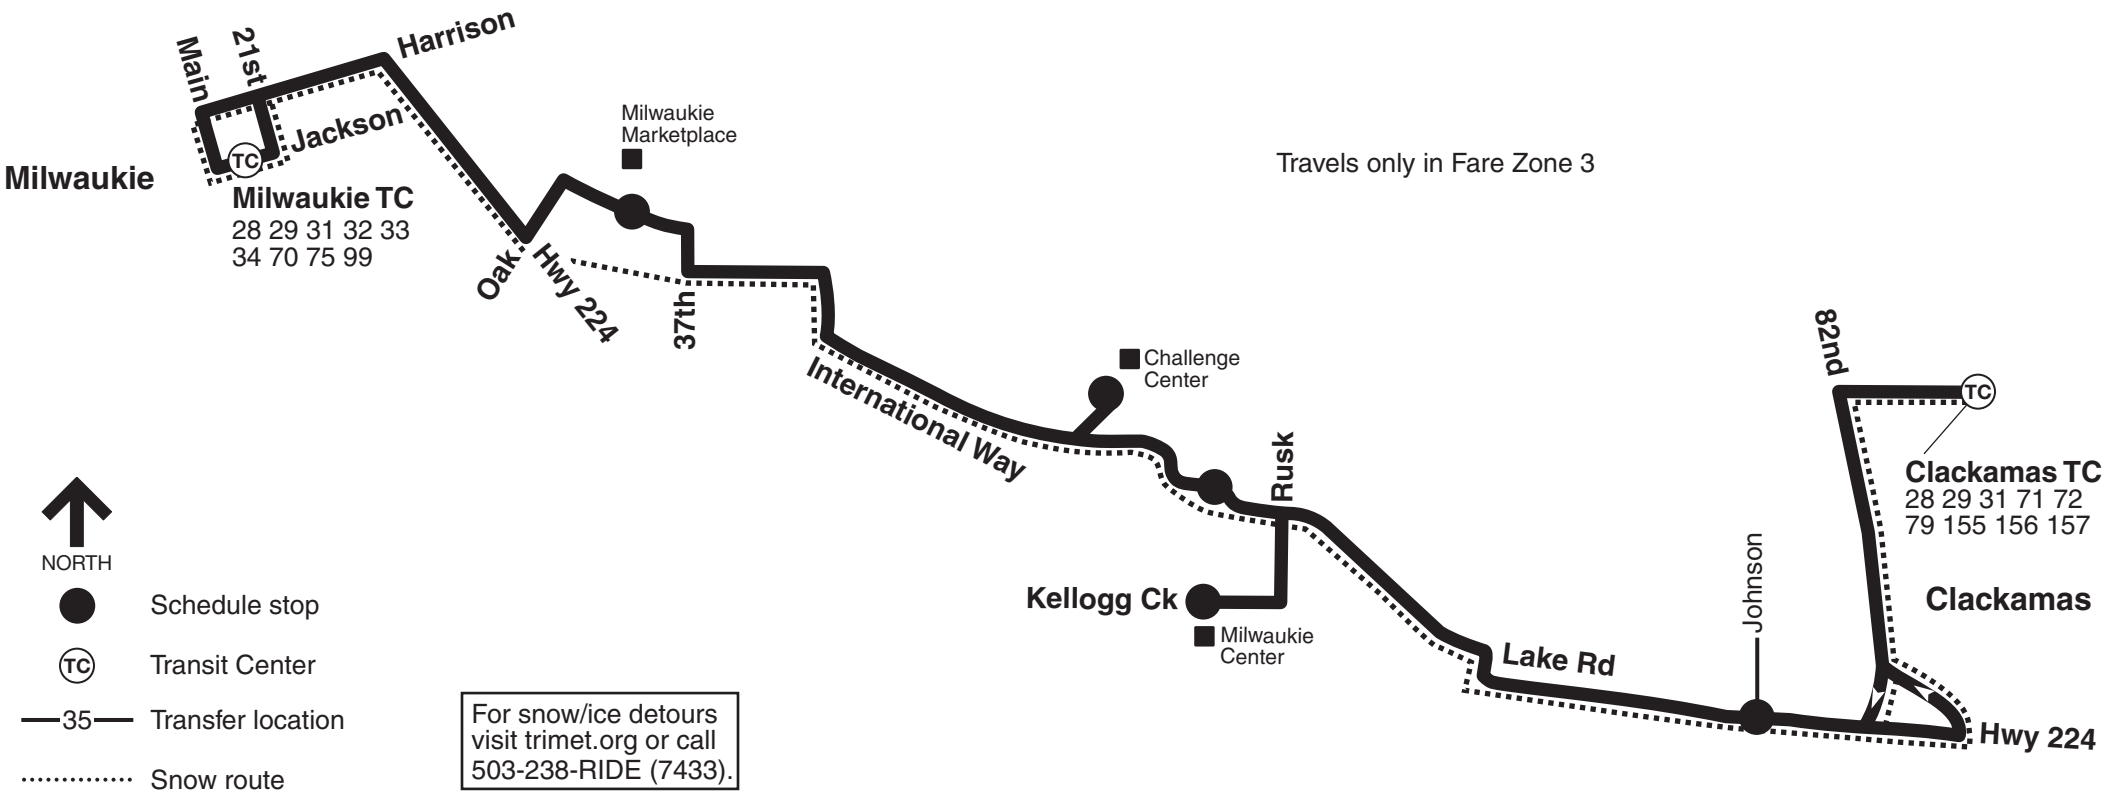 Harrison
Main
21st
Jackson
TC
Milwaukie
Milwaukie TC
28 29 31 32 33
34 70 75 99
Milwaukie
Marketplace
Travels only in Fare Zone 3
Oak
Hwy 224
37th
International Way
Challenge
Center
Rusk
82nd
TC
Clackamas TC
28 29 31 71 72
79 155 156 157
Clackamas
Kellogg Ck
Milwaukie
Center
Johnson
Lake Rd
Hwy 224
NORTH
Schedule stop
TC
Transit Center
35
Transfer location
Snow route
For snow/ice detours
visit trimet.org or call
503-238-RIDE (7433).